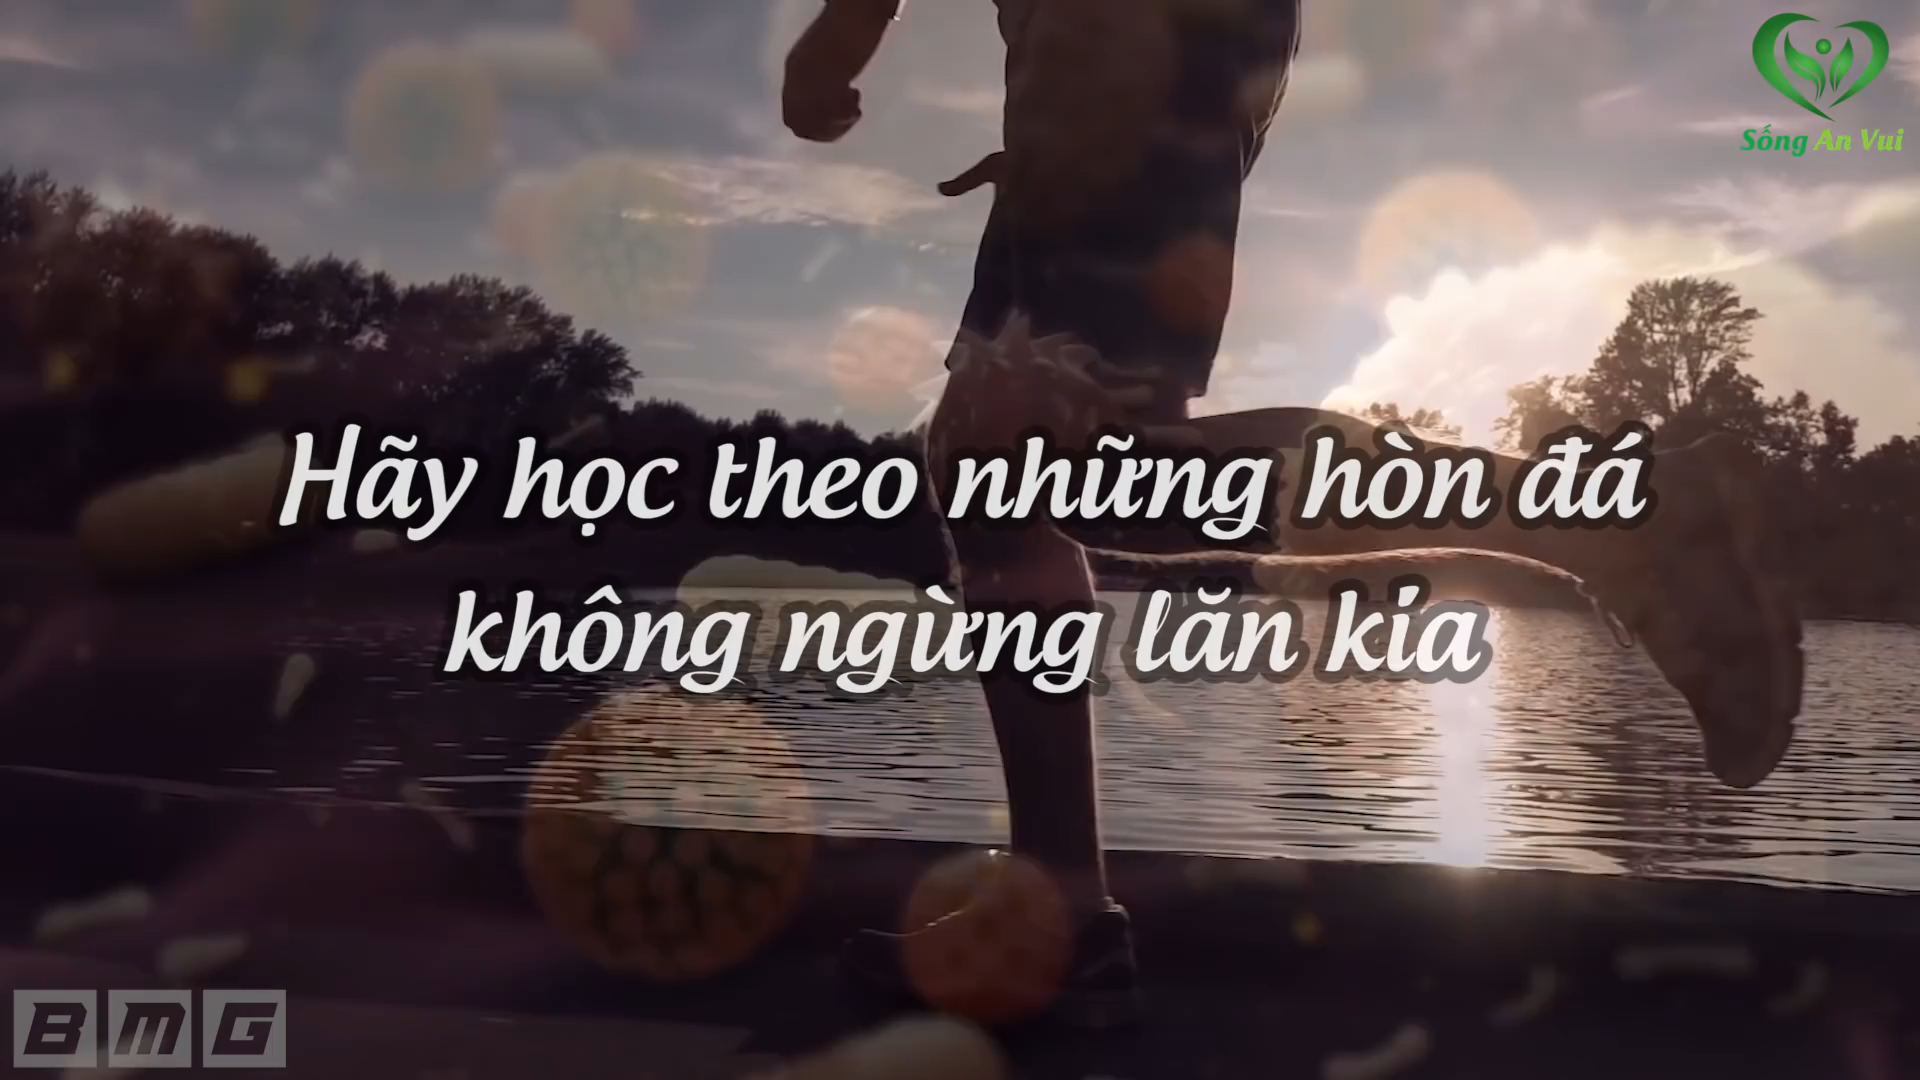 Sống An Vui
Hãy học theo những hòn đá
không ngừng lăn kia
BMG